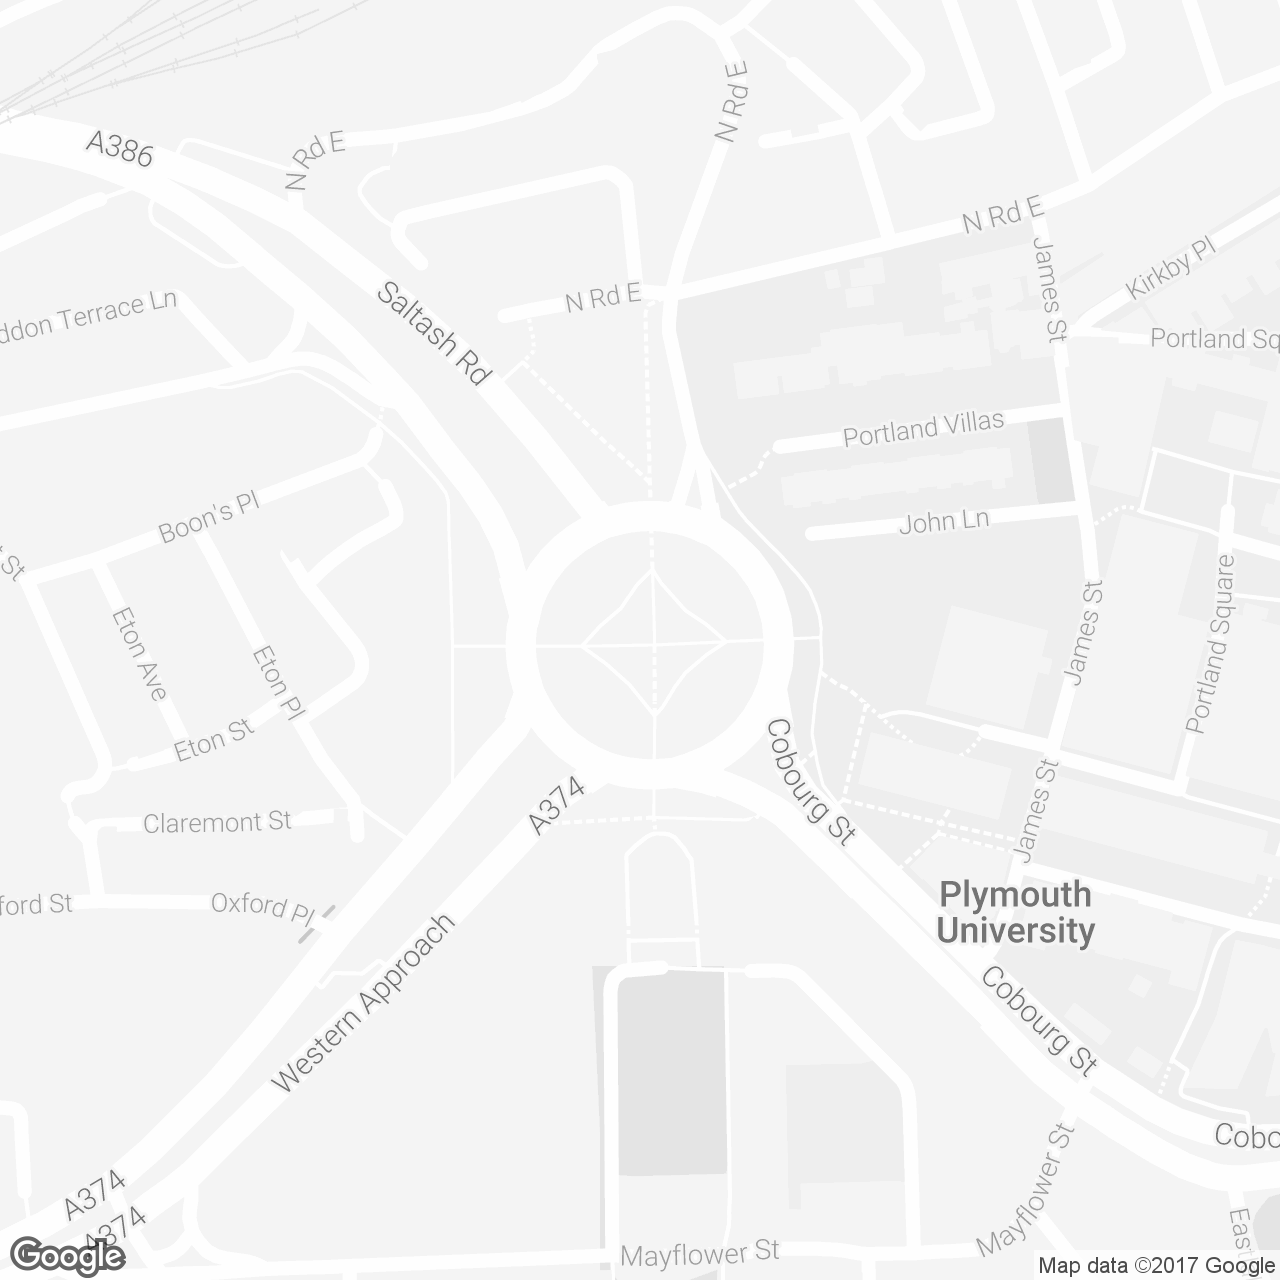 A386
N Rd E
N Rd E
N Rd E
James St
Kirkby Pl
Portland Sq
Saltash Rd
N Rd E
ddon Terrace Ln
Portland Villas
John Ln
Boon's Pl
St
Eton Ave
Eton Pl
Eton St
James St
Portland Square
Cobourg St
James St
A374
Claremont St
Oxford Pl
ford St
Plymouth
University
Western Approach
Cobourg St
Cobo
Mayflower St
A374
A374
Mayflower St
East
Google
Map data ©2017 Google